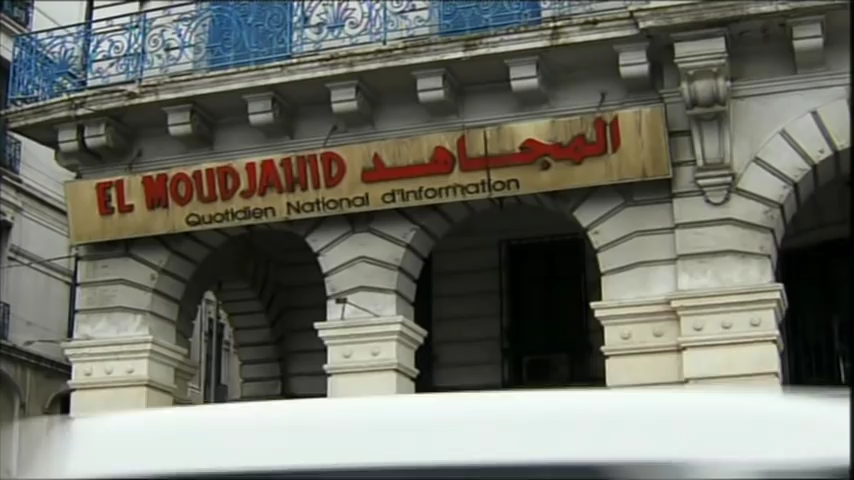 EL MOUDJAHID المجاهد
Quotidien National d'Information